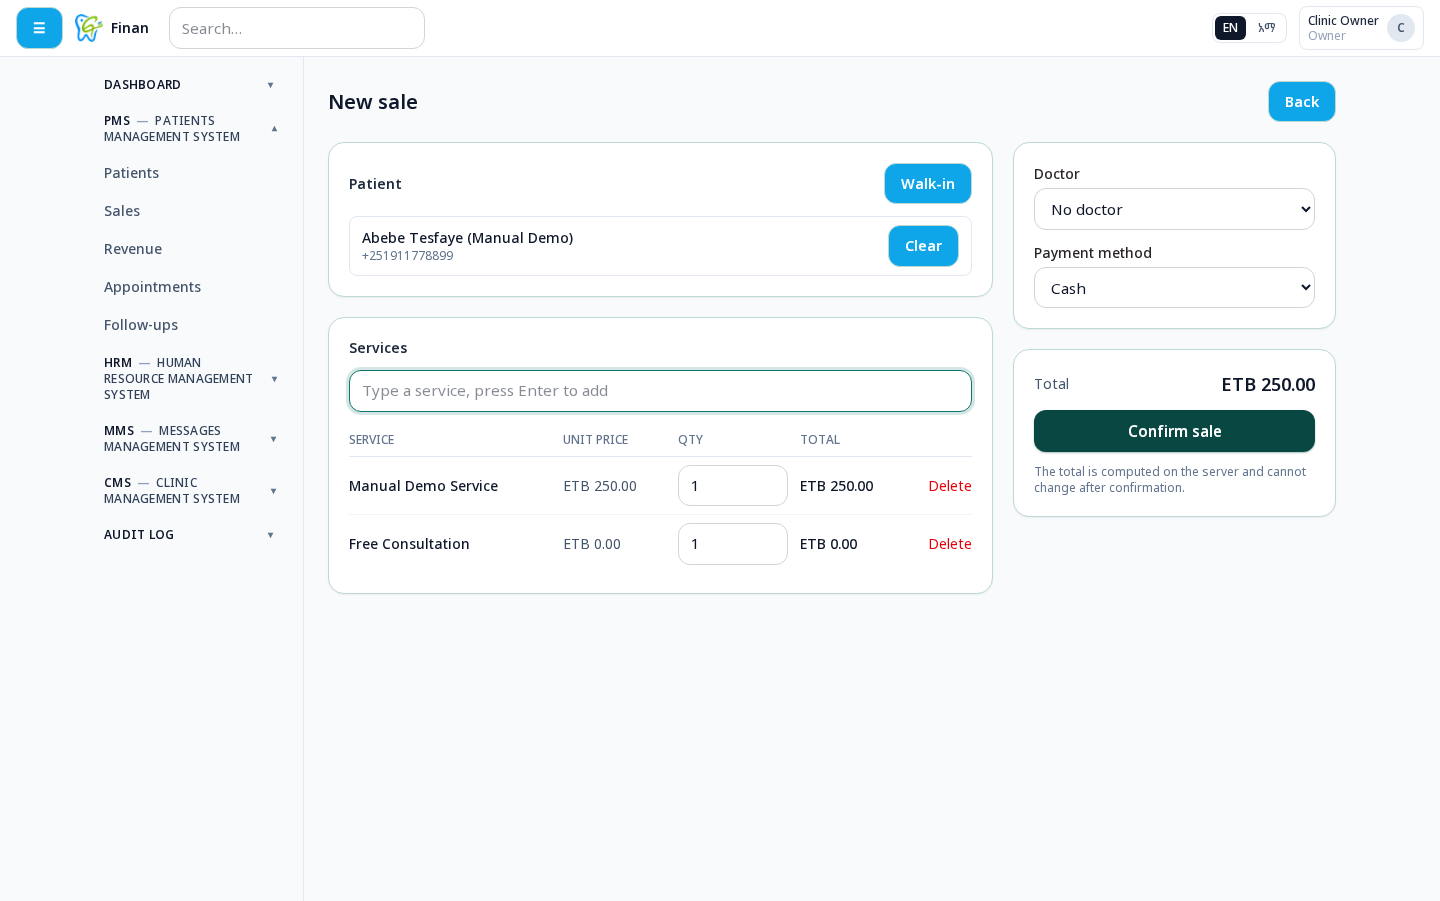 ☰
Finan
Search...
EN
አማ
Clinic Owner
Owner
C
DASHBOARD
PMS — PATIENTS
MANAGEMENT SYSTEM
Patients
Sales
Revenue
Appointments
Follow-ups
HRM — HUMAN
RESOURCE MANAGEMENT
SYSTEM
MMS — MESSAGES
MANAGEMENT SYSTEM
CMS — CLINIC
MANAGEMENT SYSTEM
AUDIT LOG
New sale
Back
Patient
Walk-in
Abebe Tesfaye (Manual Demo)
+251911778899
Clear
Services
Type a service, press Enter to add
SERVICE UNIT PRICE QTY TOTAL
Manual Demo Service ETB 250.00 1 ETB 250.00 Delete
Free Consultation ETB 0.00 1 ETB 0.00 Delete
Doctor
No doctor
Payment method
Cash
Total ETB 250.00
Confirm sale
The total is computed on the server and cannot
change after confirmation.